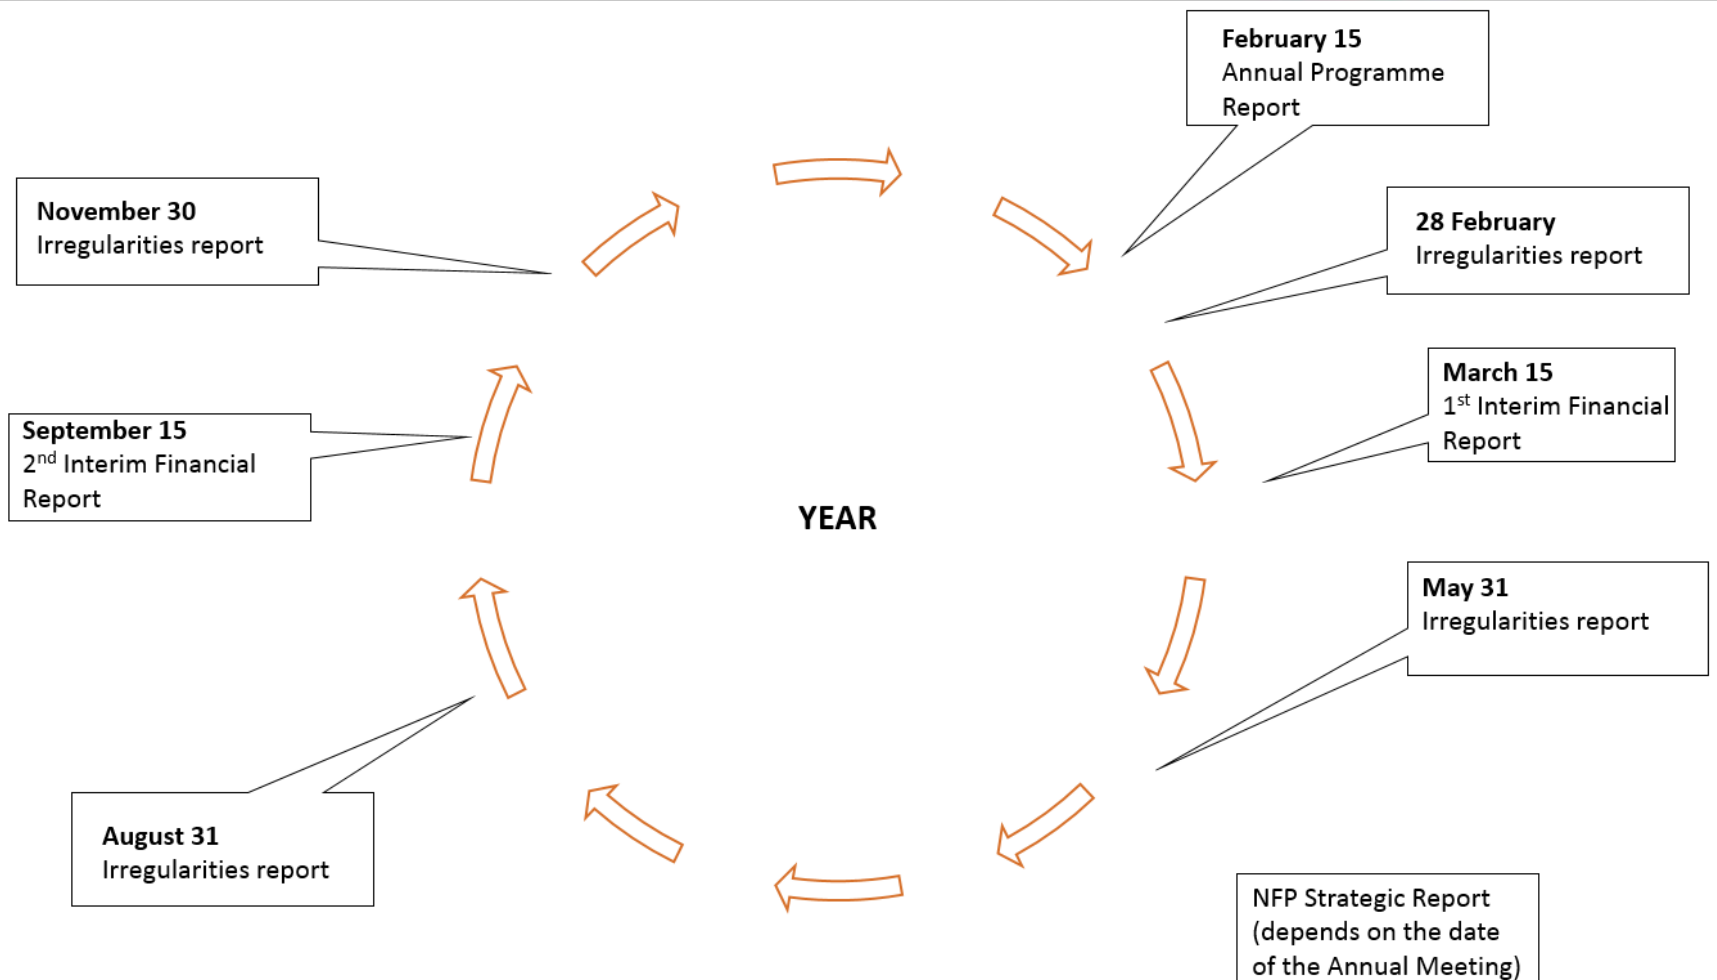 February 15
Annual Programme
Report
November 30
Irregularities report
28 February
Irregularities report
March 15
1st Interim Financial
Report
September 15
2nd Interim Financial
Report
YEAR
May 31
Irregularities report
August 31
Irregularities report
NFP Strategic Report
(depends on the date
of the Annual Meeting)